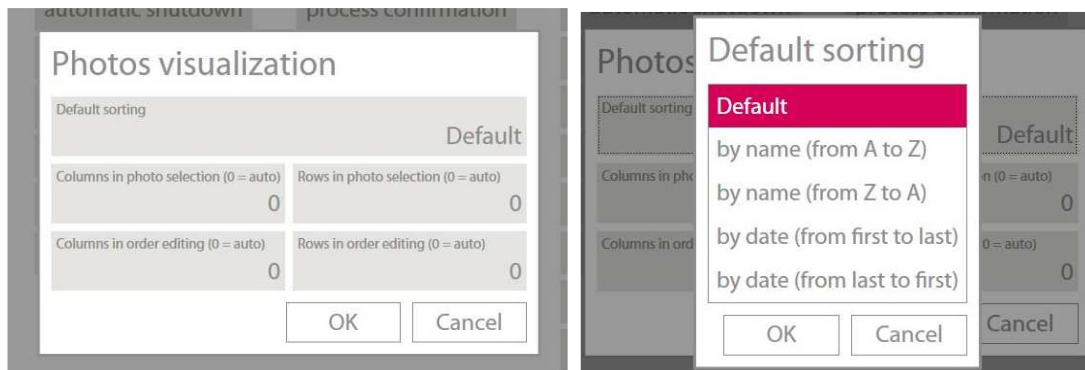 automatic shutdown process confirmation
Photos visualization
Default sorting
Default
Columns in photo selection (0 = auto) Rows in photo selection (0 = auto)
0 0
Columns in order editing (0 = auto) Rows in order editing (0 = auto)
0 0
OK Cancel
Photos
Default sorting
Default
Columns in pho n (0 = auto)
0
Columns in ord 0 = auto)
0
Cancel
Default sorting
Default
by name (from A to Z)
by name (from Z to A)
by date (from first to last)
by date (from last to first)
OK Cancel